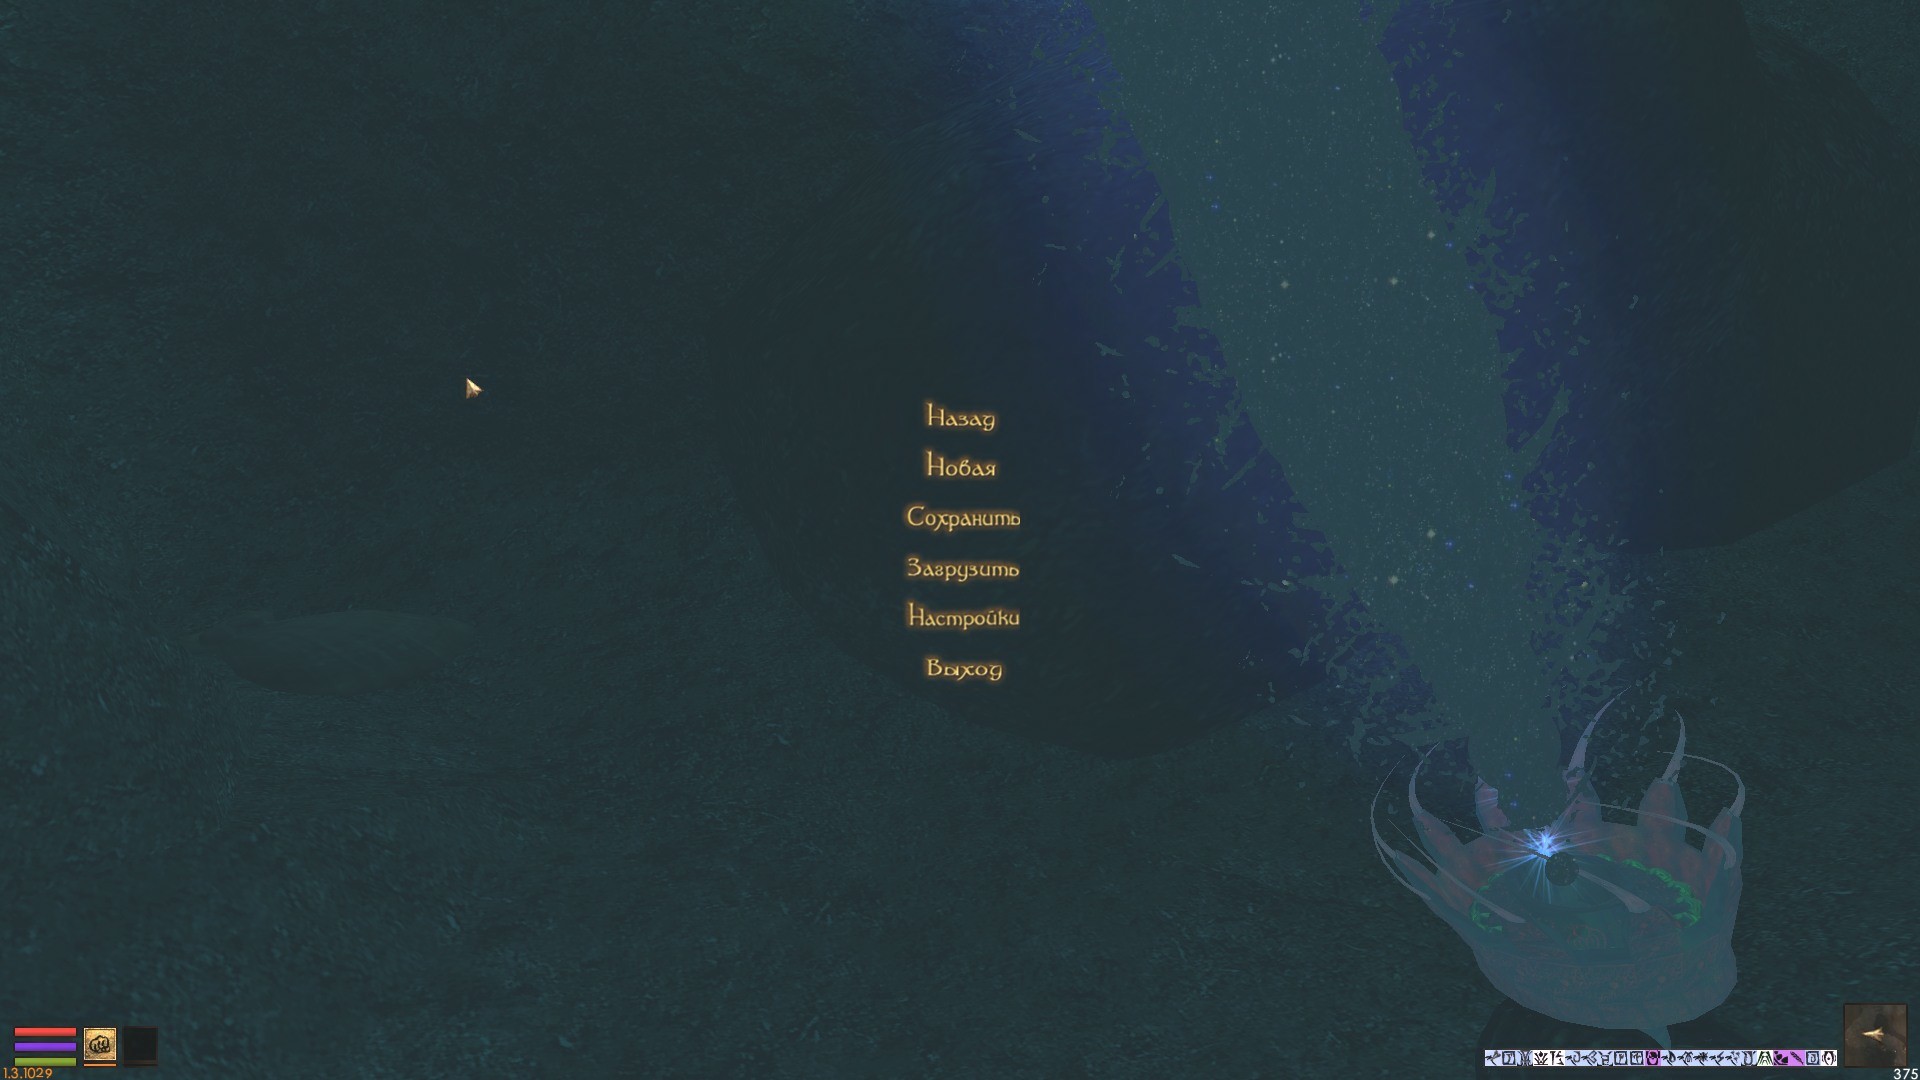 Назад
Новая
Сохранить
Загрузить
Настройки
Выход
1.3.1029
375